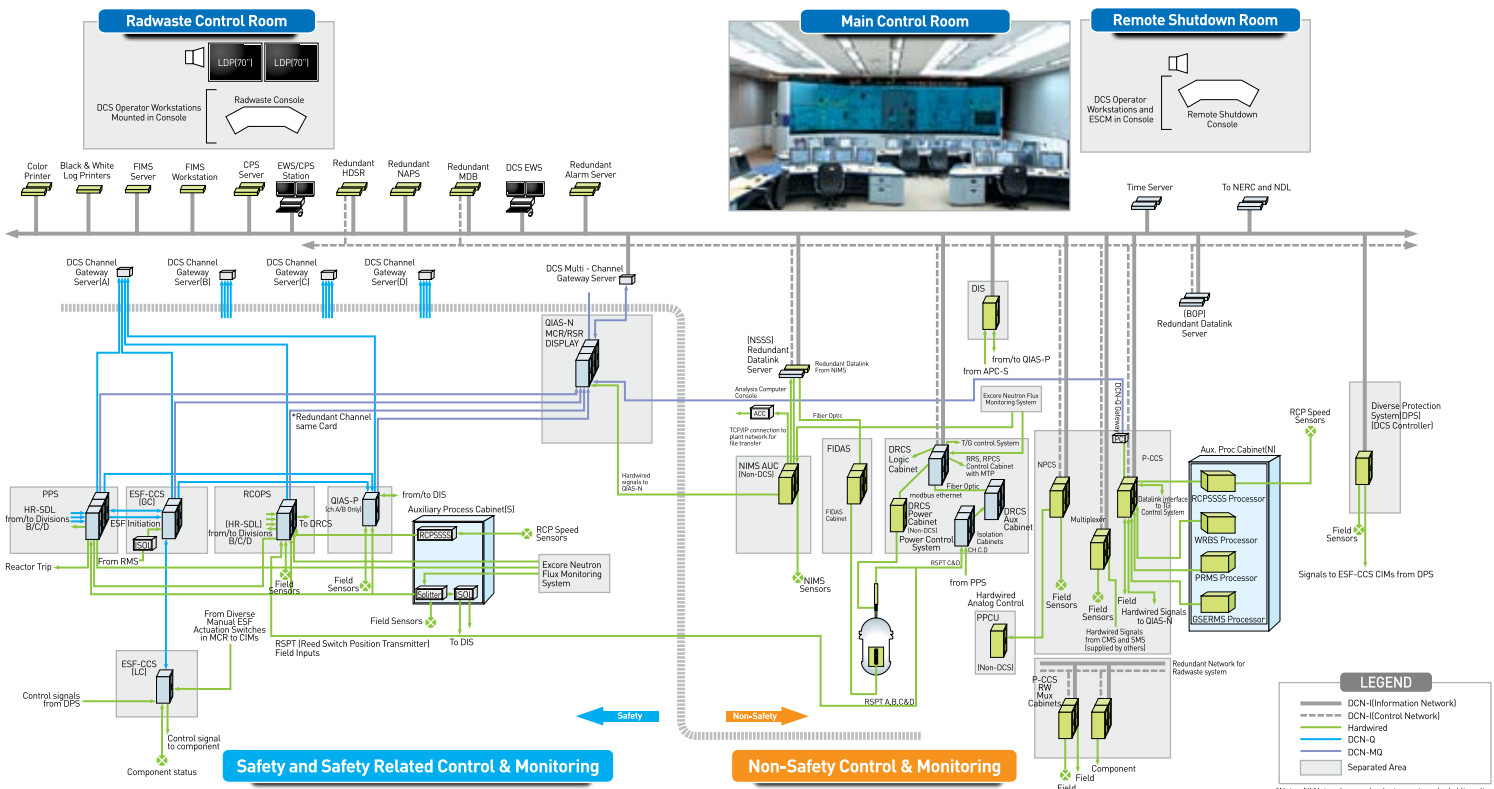 Radwaste Control Room
LDP(70")
LDP(70")
DCS Operator Workstations
Mounted in Console
Radwaste Console
Main Control Room
Remote Shutdown Room
DCS Operator
Workstations and
ESCM in Console
Remote Shutdown
Console
Color
Printer
Black & White
Log Printers
FIMS
Server
FIMS
Workstation
CPS
Server
EWS/CPS
Station
Redundant
HDSR
Redundant
NAPS
Redundant
MDB
DCS EWS
Redundant
Alarm Server
Time Server
To NERC and NDL
DCS Channel
Gateway
Server(A)
DCS Channel
Gateway
Server(B)
DCS Channel
Gateway
Server(C)
DCS Channel
Gateway
Server(D)
DCS Multi - Channel
Gateway Server
DIS
from/to QIAS-P
from APC-S
(BOP)
Redundant Datalink
Server
QIAS-N
MCR/RSR
DISPLAY
(NSSS)
Redundant
Datalink
Server
Redundant Datalink
From NIMS
Analysis Computer
Console
ACC
TCP/IP connection to
plant network for
file transfer
Fiber Optic
Excore Neutron Flux
Monitoring System
DCN-Q Gateway
PC
Diverse Protection
System(DPS)
(DCS Controller)
RCP Speed
Sensors
*Redundant Channel
same Card
Hardwired
signals to
QIAS-N
NIMS AUC
(Non-DCS)
FIDAS
FIDAS
Cabinet
DRCS
Logic
Cabinet
T/G control System
RRS, RPCS
Control Cabinet
with MTP
Fiber Optic
modbus ethernet
DRCS
Power
Cabinet
(Non-DCS)
Power Control
System
DRCS
Aux
Cabinet
Isolation
Cabinets
CH C.D
NPCS
P-CCS
Multiplexer
Datalink interface
to TG
Control System
Aux. Proc Cabinet(N)
RCPSSSS Processor
WRBS Processor
PRMS Processor
GSERMS Processor
Field
Sensors
Signals to ESF-CCS CIMs from DPS
PPS
HR-SDL
from/to Divisions
B/C/D
ESF-CCS
(GC)
ESF Initiation
ISOL
From RMS
Reactor Trip
RCOPS
(HR-SDL)
from/to Divisions
B/C/D
To DRCS
Field
Sensors
QIAS-P
(ch A/B Only)
from/to DIS
Field
Sensors
Auxiliary Process Cabinet(S)
RCPSSSS
RCP Speed
Sensors
Splitter
ISOL
Excore Neutron
Flux Monitoring
System
Field Sensors
To DIS
NIMS
Sensors
RSPT C&D
from PPS
Hardwired
Analog Control
PPCU
(Non-DCS)
Field
Sensors
Field
Sensors
Field
Hardwired Signals
to QIAS-N
Hardwired Signals
from CMS and SMS
(supplied by others)
From Diverse
Manual ESF
Actuation Switches
in MCR to CIMs
RSPT (Reed Switch Position Transmitter)
Field Inputs
ESF-CCS
(LC)
Control signals
from DPS
Control signal
to component
Component status
RSPT A,B,C&D
P-CCS
RW
Mux
Cabinets
Redundant Network for
Radwaste system
Field
Component
Field
Safety
Non-Safety
Safety and Safety Related Control & Monitoring
Non-Safety Control & Monitoring
LEGEND
DCN-I(Information Network)
DCN-I(Control Network)
Hardwired
DCN-Q
DCN-MQ
Separated Area